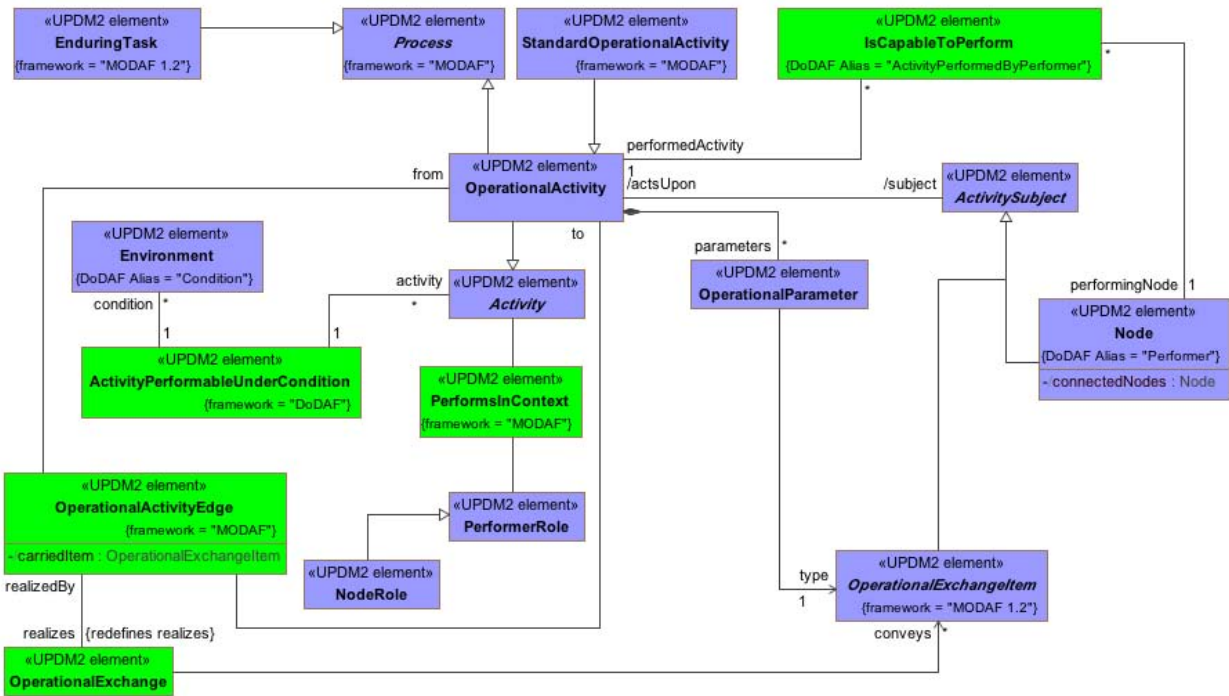 «UPDM2 element»
EnduringTask
{framework = "MODAF 1.2"}
«UPDM2 element»
Process
{framework = "MODAF"}
«UPDM2 element»
StandardOperationalActivity
{framework = "MODAF"}
«UPDM2 element»
IsCapableToPerform
{DoDAF Alias = "ActivityPerformedByPerformer"}
*
*
performedActivity
1
«UPDM2 element»
OperationalActivity
from
/actsUpon
/subject
to
«UPDM2 element»
ActivitySubject
«UPDM2 element»
Environment
{DoDAF Alias = "Condition"}
condition
*
1
activity
*
1
«UPDM2 element»
Activity
parameters
*
«UPDM2 element»
OperationalParameter
performingNode
1
«UPDM2 element»
Node
{DoDAF Alias = "Performer"}
- connectedNodes : Node
«UPDM2 element»
ActivityPerformableUnderCondition
{framework = "DoDAF"}
«UPDM2 element»
PerformsInContext
{framework = "MODAF"}
«UPDM2 element»
OperationalActivityEdge
{framework = "MODAF"}
- carriedItem : OperationalExchangeItem
«UPDM2 element»
PerformerRole
«UPDM2 element»
NodeRole
type
1
«UPDM2 element»
OperationalExchangeItem
{framework = "MODAF 1.2"}
realizedBy
realizes
{redefines realizes}
conveys
*
«UPDM2 element»
OperationalExchange